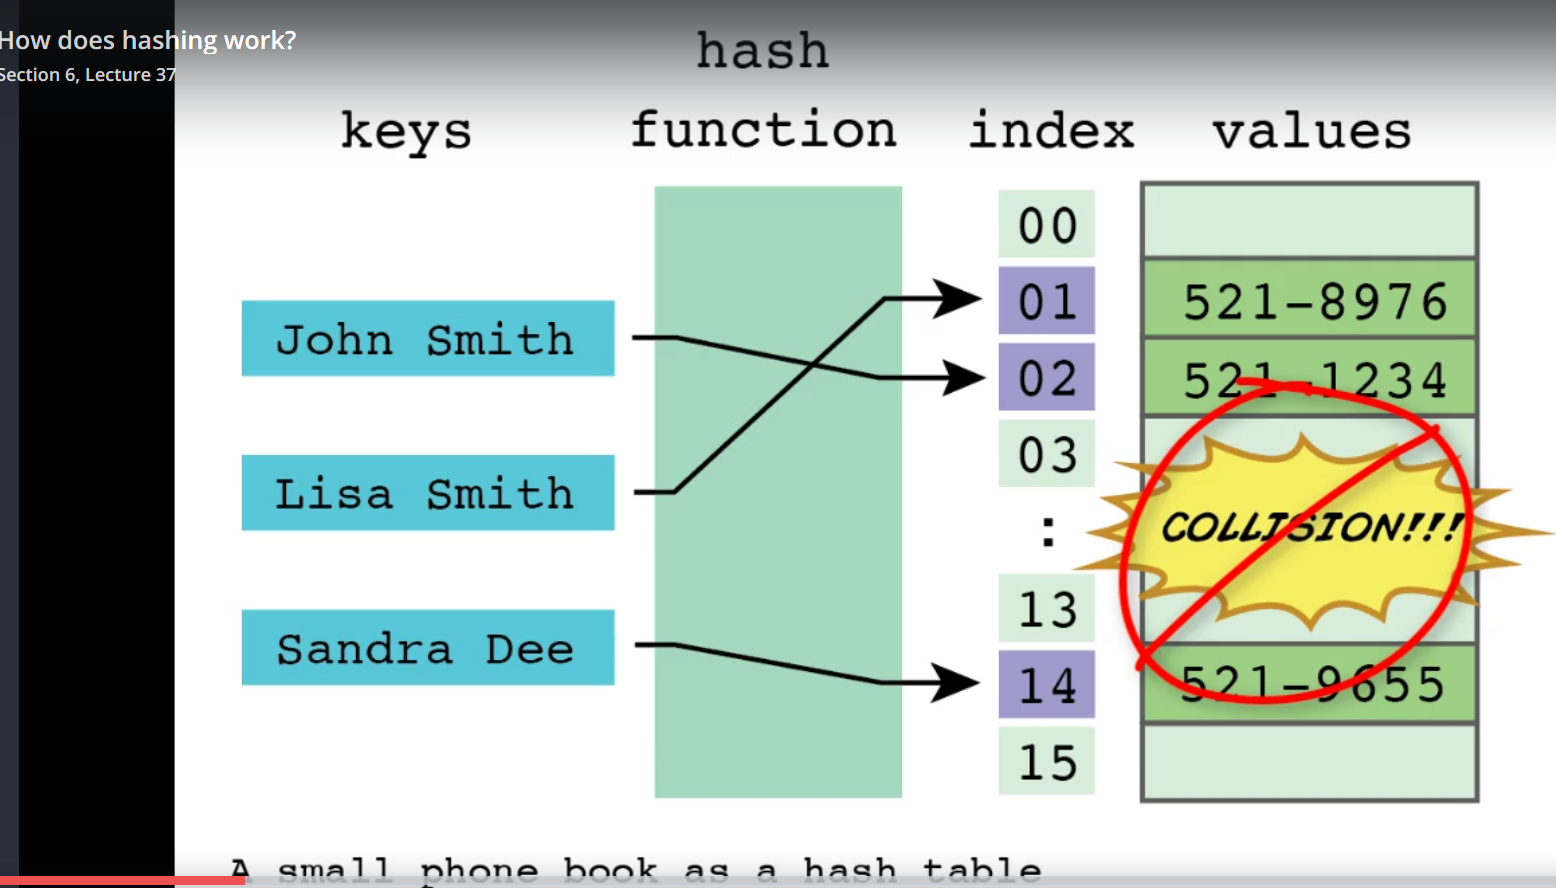 How does hashing work?
Section 6, Lecture 37
hash
keys function index values
00
01 521-8976
John Smith 02 521-1234
03
Lisa Smith : COLLISION!!!
13
Sandra Dee 14 521-9655
15
A small phone book as a hash table